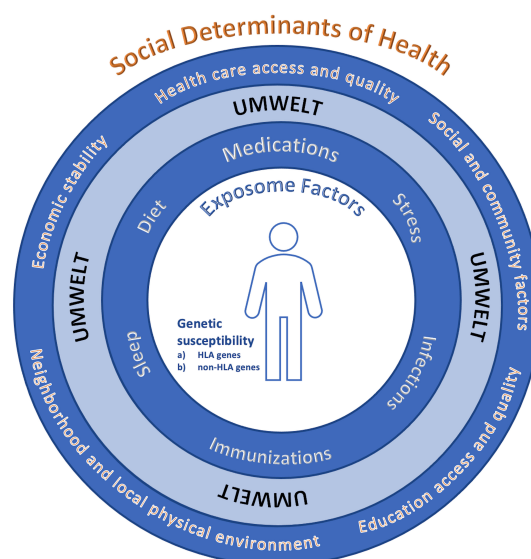 Social Determinants of Health
Health care access and quality
Economic stability
Social and community factors
UMWELT
Medications
Diet
Stress
Exposome Factors
UMWELT
UMWELT
Genetic
susceptibility
a) HLA genes
b) non-HLA genes
Sleep
Infections
Immunizations
UMWELT
Neighborhood and local physical environment
Education access and quality